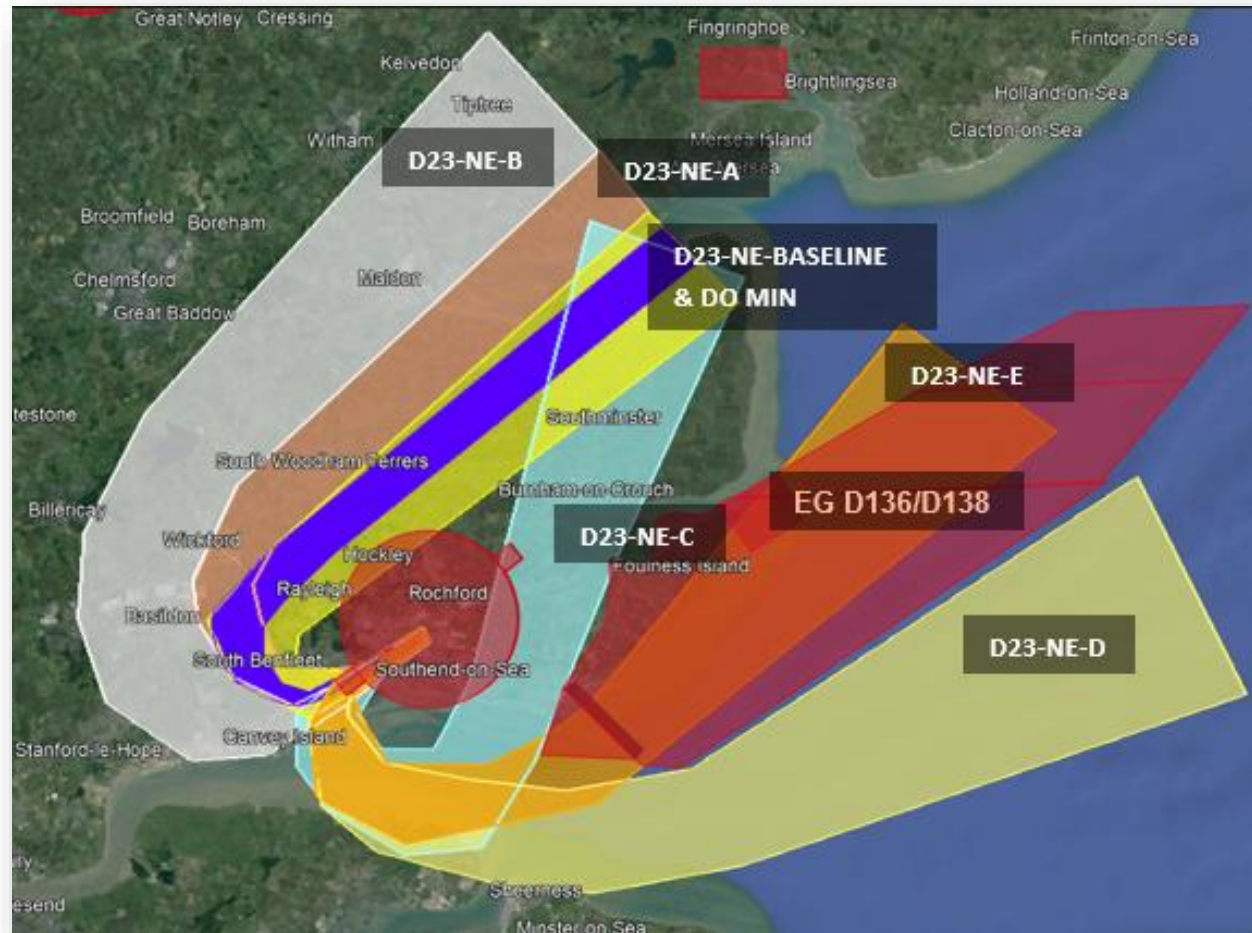 Great Notley
Cressing
Fingringhoe
Frinton-on-Sea
Kelvedon
Brightlingsea
Holland-on-Sea
Tiptree
Clacton-on-Sea
Witham
Mersea Island
D23-NE-B
D23-NE-A
Mersea
Broomfield
Boreham
D23-NE-BASELINE
& DO MIN
Chelmsford
Maldon
Great Baddow
D23-NE-E
testone
Southminster
South Woodham Ferrers
Burnham-on-Crouch
EG D136/D138
Billericay
D23-NE-C
Wickford
Hockley
Foulness Island
Rayleigh
Rochford
Basildon
D23-NE-D
South Benfleet
Southend-on-Sea
Canvey Island
Stanford-le-Hope
Sheerness
esend
Minster on Sea